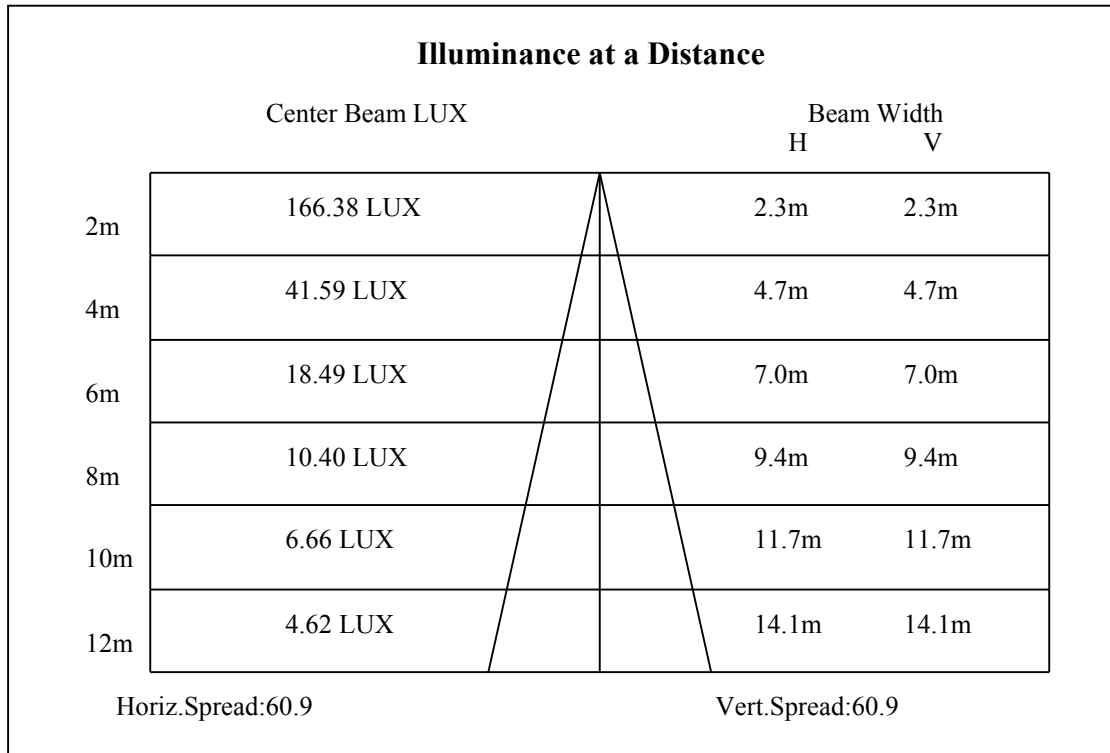 Illuminance at a Distance
Center Beam LUX Beam Width
H V
2m 166.38 LUX 2.3m 2.3m
4m 41.59 LUX 4.7m 4.7m
6m 18.49 LUX 7.0m 7.0m
8m 10.40 LUX 9.4m 9.4m
10m 6.66 LUX 11.7m 11.7m
12m 4.62 LUX 14.1m 14.1m
Horiz.Spread:60.9 Vert.Spread:60.9